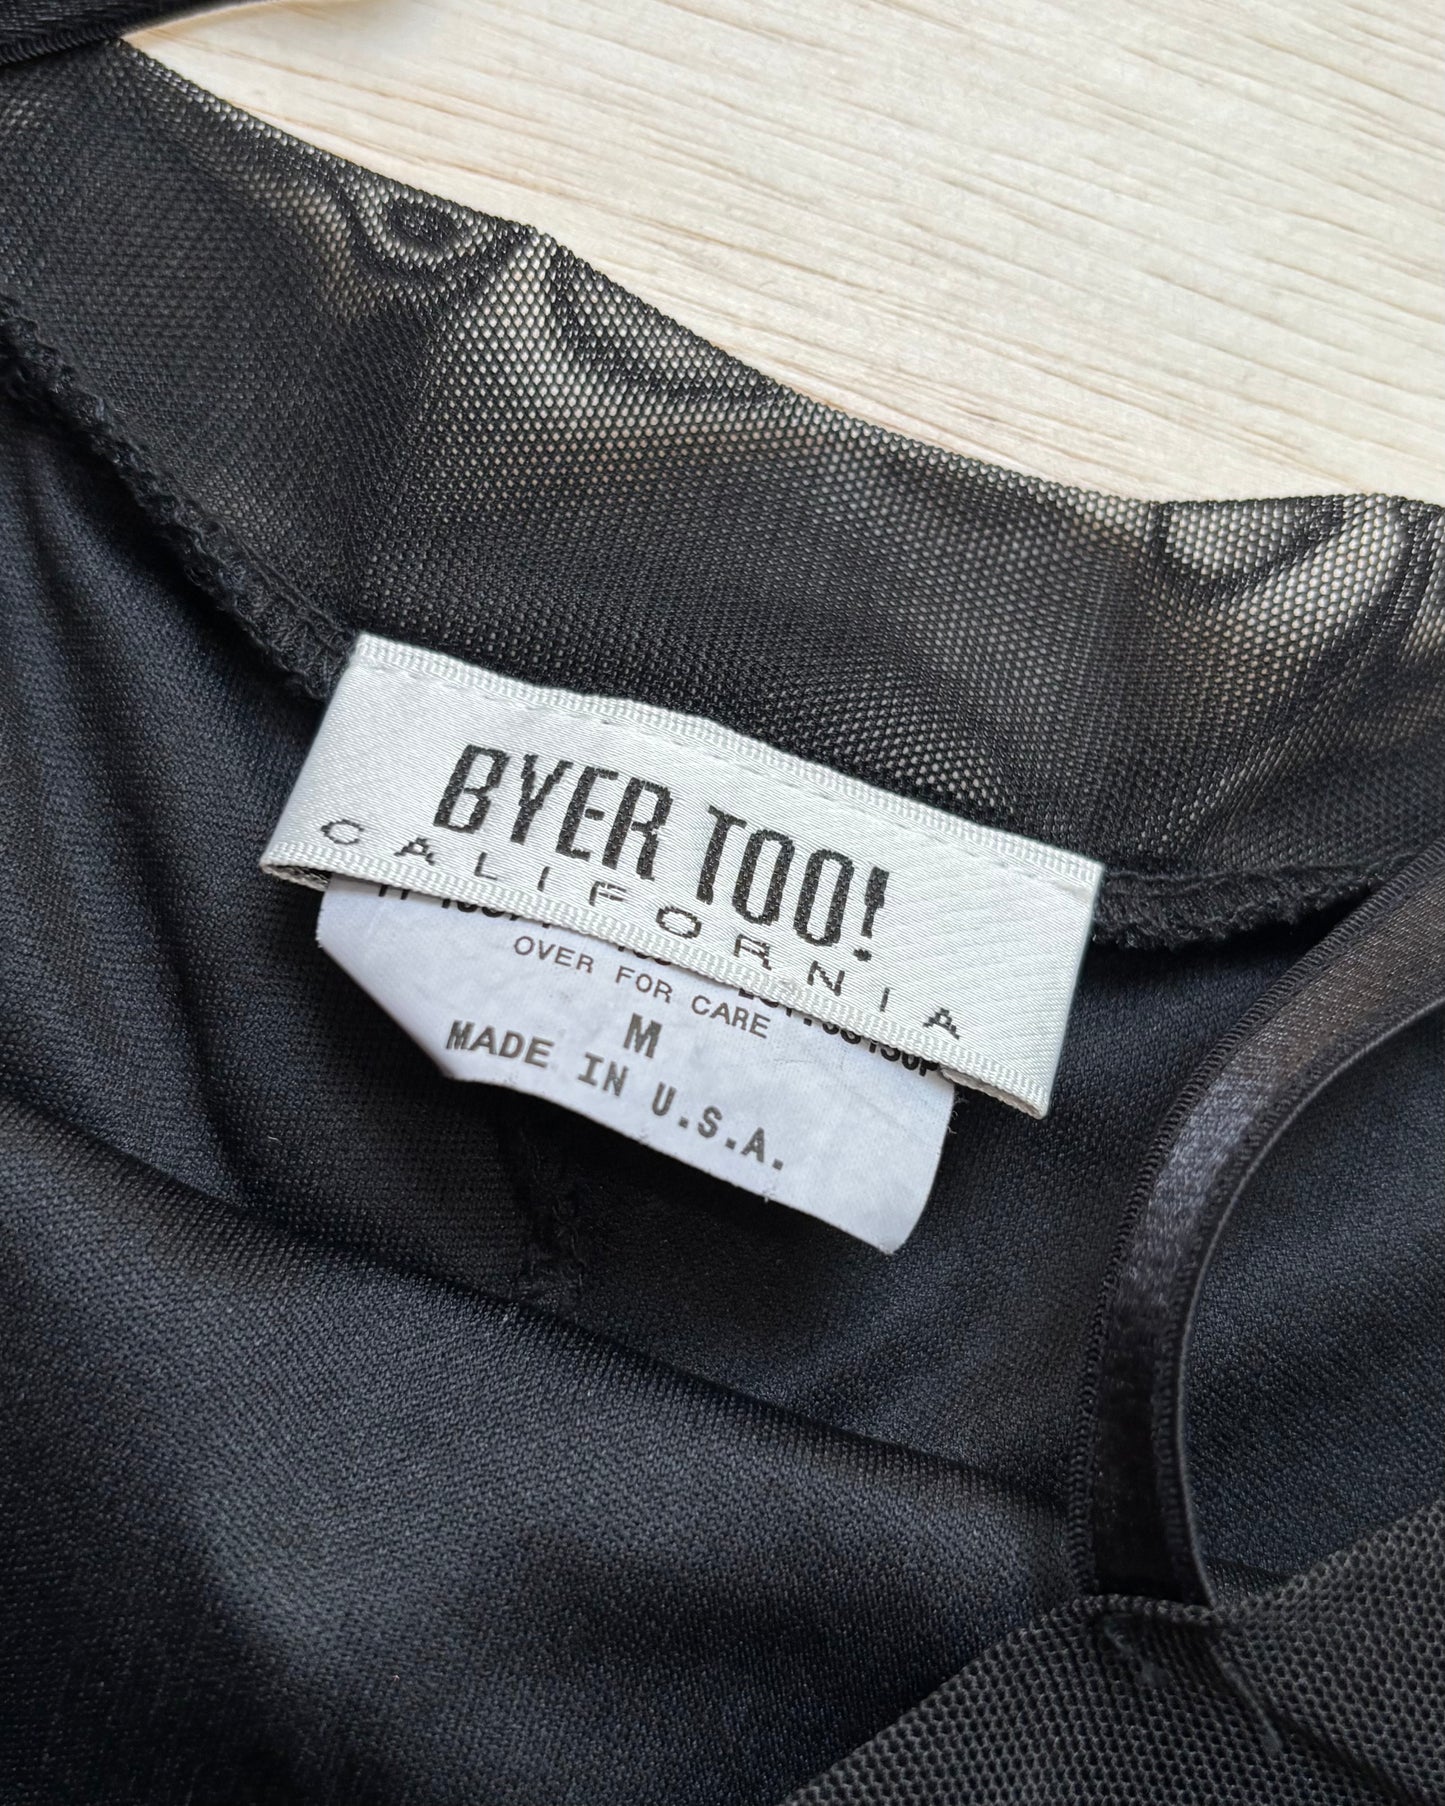 BYER TOO!
CALIFORNIA
OVER FOR CARE
M
MADE IN U.S.A.